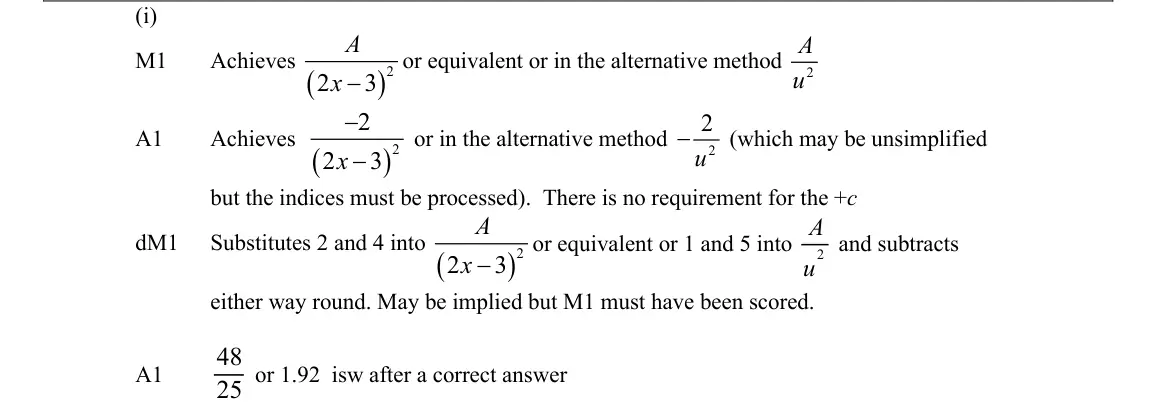 (i)
M1 Achieves A/(2x−3)² or equivalent or in the alternative method A/u²
A1 Achieves −2/(2x−3)² or in the alternative method −2/u² (which may be unsimplified
but the indices must be processed). There is no requirement for the +c
dM1 Substitutes 2 and 4 into A/(2x−3)² or equivalent or 1 and 5 into A/u² and subtracts
either way round. May be implied but M1 must have been scored.
A1 48/25 or 1.92 isw after a correct answer